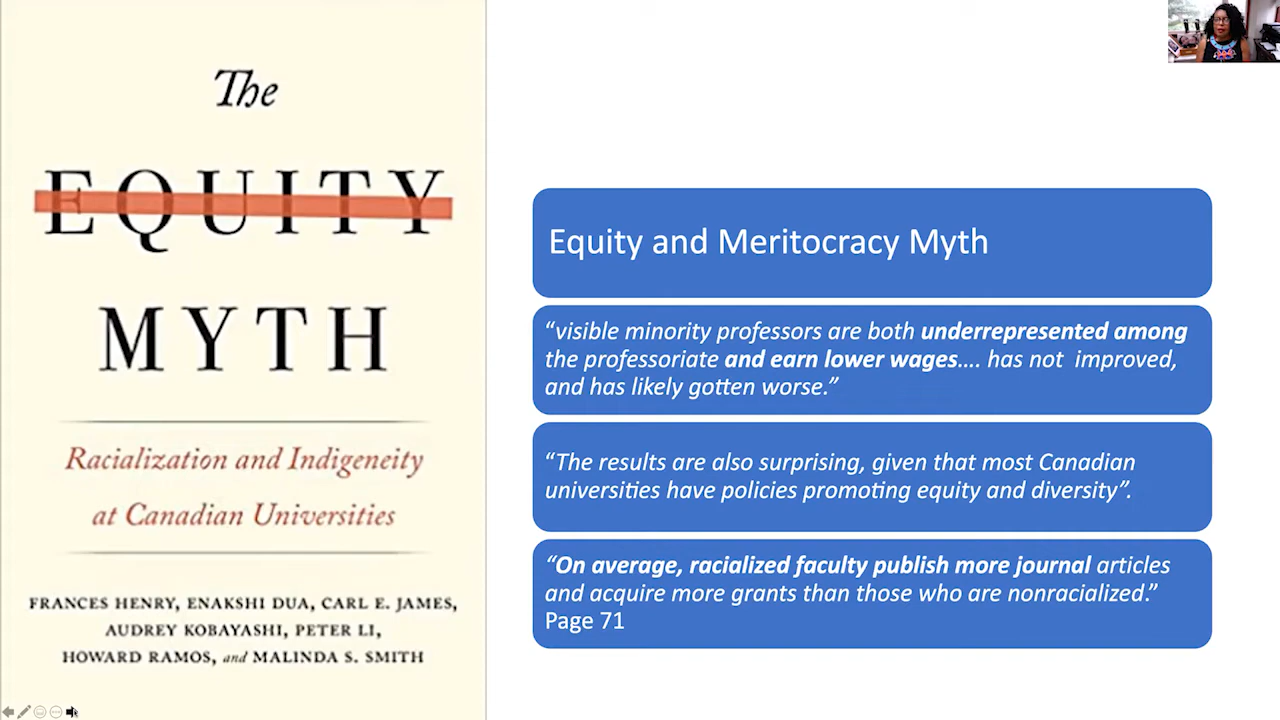 The
EQUITY
MYTH
Racialization and Indigeneity
at Canadian Universities
FRANCES HENRY, ENAKSHI DUA, CARL E. JAMES,
AUDREY KOBAYASHI, PETER LI,
HOWARD RAMOS, and MALINDA S. SMITH
Equity and Meritocracy Myth
“visible minority professors are both underrepresented among
the professoriate and earn lower wages…. has not  improved,
and has likely gotten worse.”
“The results are also surprising, given that most Canadian
universities have policies promoting equity and diversity”.
“On average, racialized faculty publish more journal articles
and acquire more grants than those who are nonracialized.”
Page 71